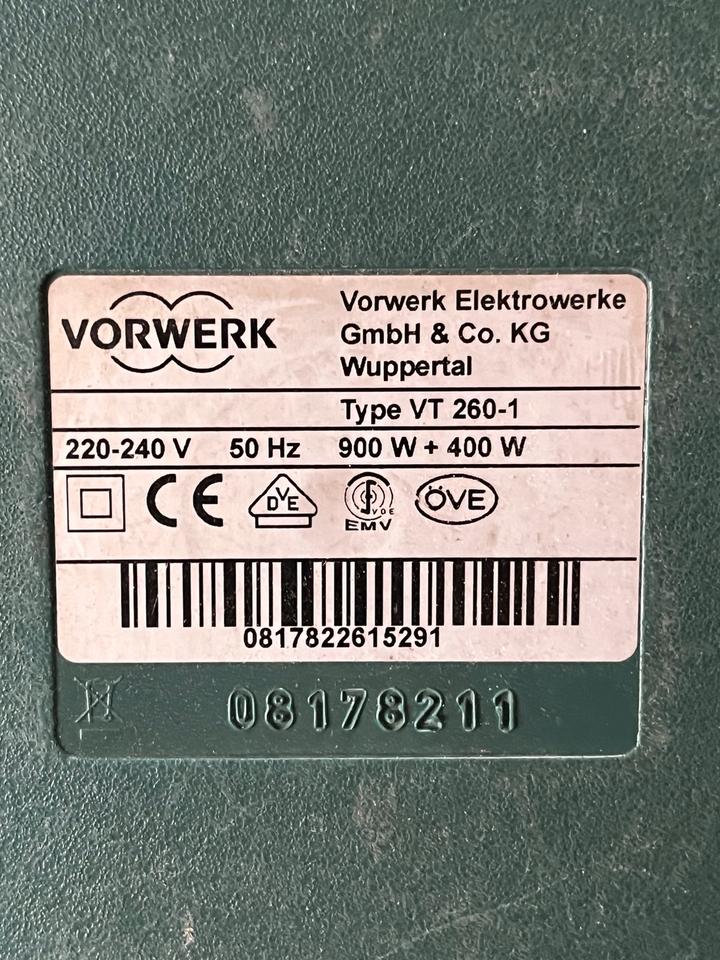 VORWERK
Vorwerk Elektrowerke
GmbH & Co. KG
Wuppertal
Type VT 260-1
220-240 V 50 Hz 900 W + 400 W
CE DVE VDE EMV ÖVE
0817822615291
08178211